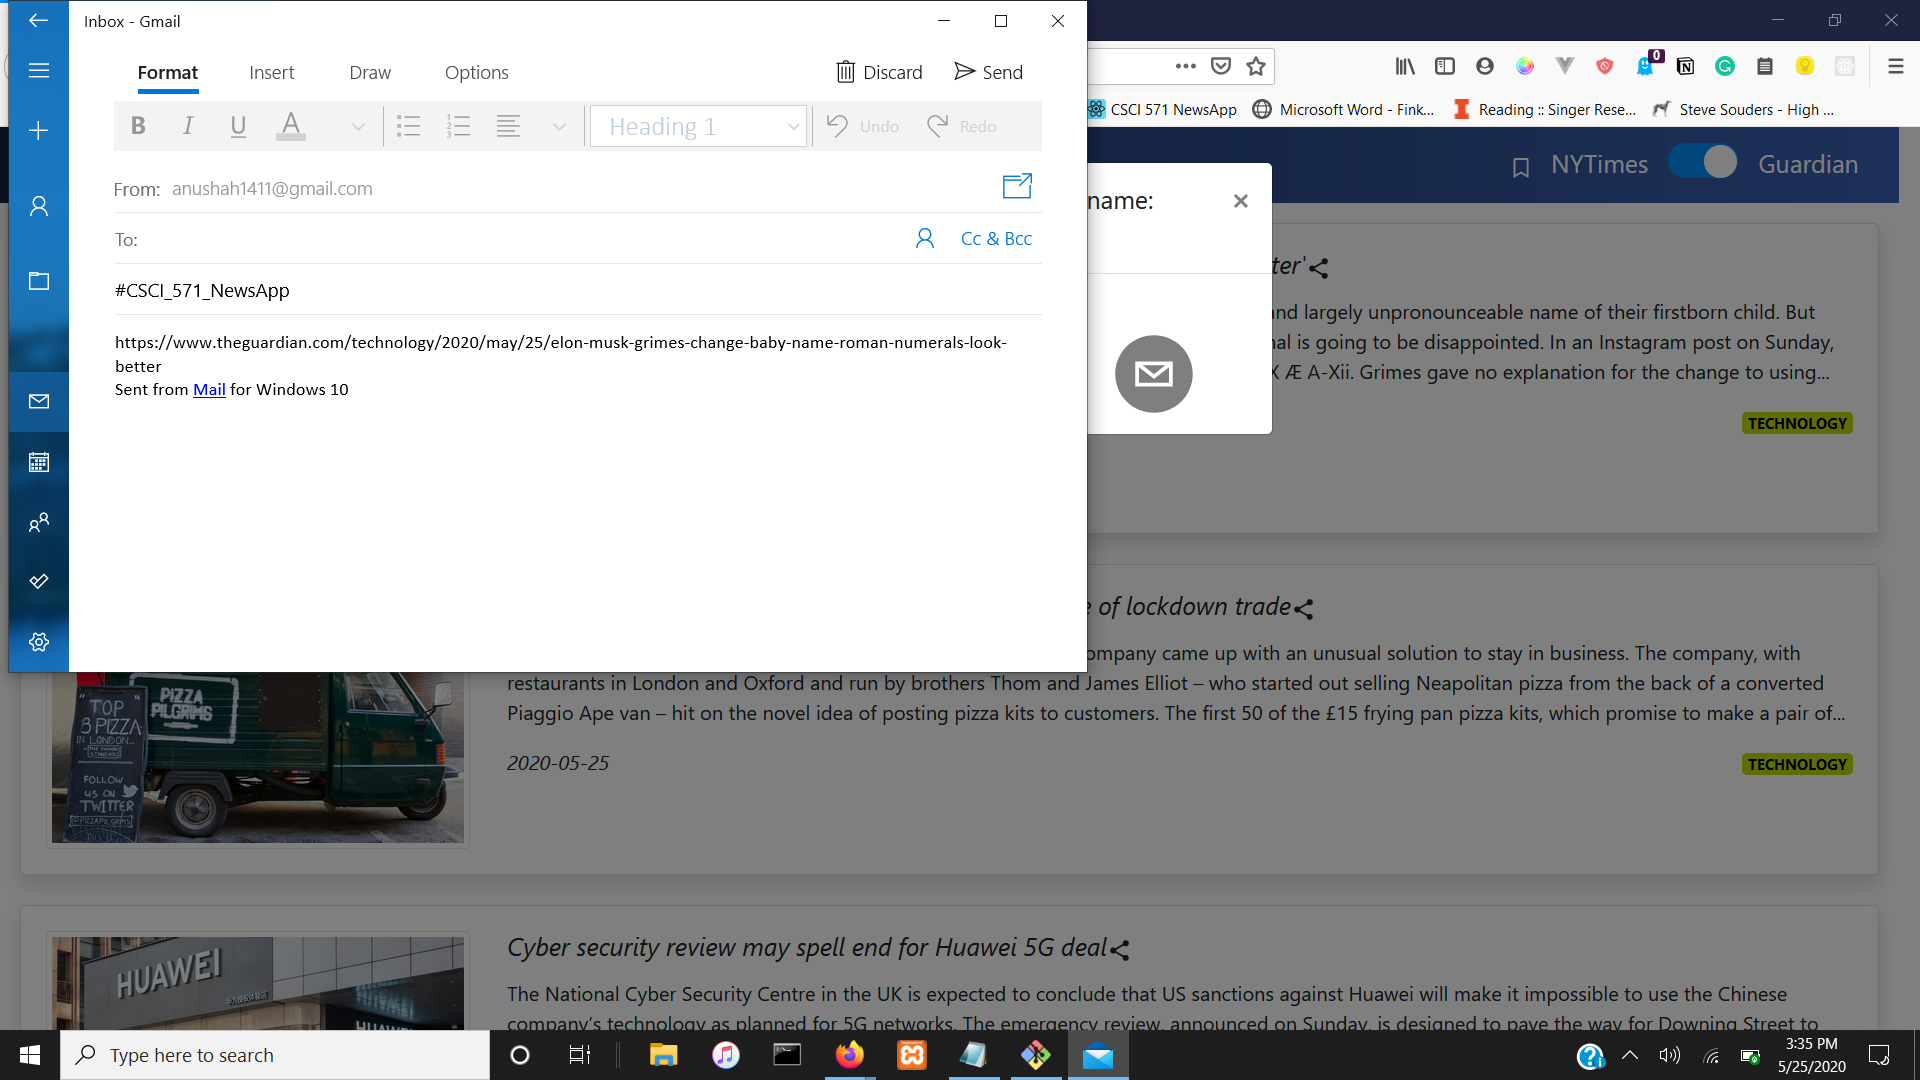 Inbox - Gmail
Format Insert Draw Options Discard Send
B I U A Heading 1 Undo Redo
From: anushah1411@gmail.com
To: Cc & Bcc
#CSCI_571_NewsApp
https://www.theguardian.com/technology/2020/may/25/elon-musk-grimes-change-baby-name-roman-numerals-look-
better
Sent from Mail for Windows 10
0
CSCI 571 NewsApp Microsoft Word - Fink... Reading :: Singer Rese... Steve Souders - High ...
NYTimes Guardian
name: ×
ter'
nd largely unpronounceable name of their firstborn child. But
al is going to be disappointed. In an Instagram post on Sunday,
X Æ A-Xii. Grimes gave no explanation for the change to using...
TECHNOLOGY
e of lockdown trade
ompany came up with an unusual solution to stay in business. The company, with
restaurants in London and Oxford and run by brothers Thom and James Elliot – who started out selling Neapolitan pizza from the back of a converted
Piaggio Ape van – hit on the novel idea of posting pizza kits to customers. The first 50 of the £15 frying pan pizza kits, which promise to make a pair of...
2020-05-25
TECHNOLOGY
PIZZA
PILGRIMS
TOP
3 PIZZA
IN LONDON...
FOLLOW
US ON
TWITTER
@PIZZAPILGRIMS
Cyber security review may spell end for Huawei 5G deal
The National Cyber Security Centre in the UK is expected to conclude that US sanctions against Huawei will make it impossible to use the Chinese
company's technology as planned for 5G networks. The emergency review, announced on Sunday, is designed to pave the way for Downing Street to
HUAWEI
HUAWEI
Type here to search
3:35 PM
5/25/2020